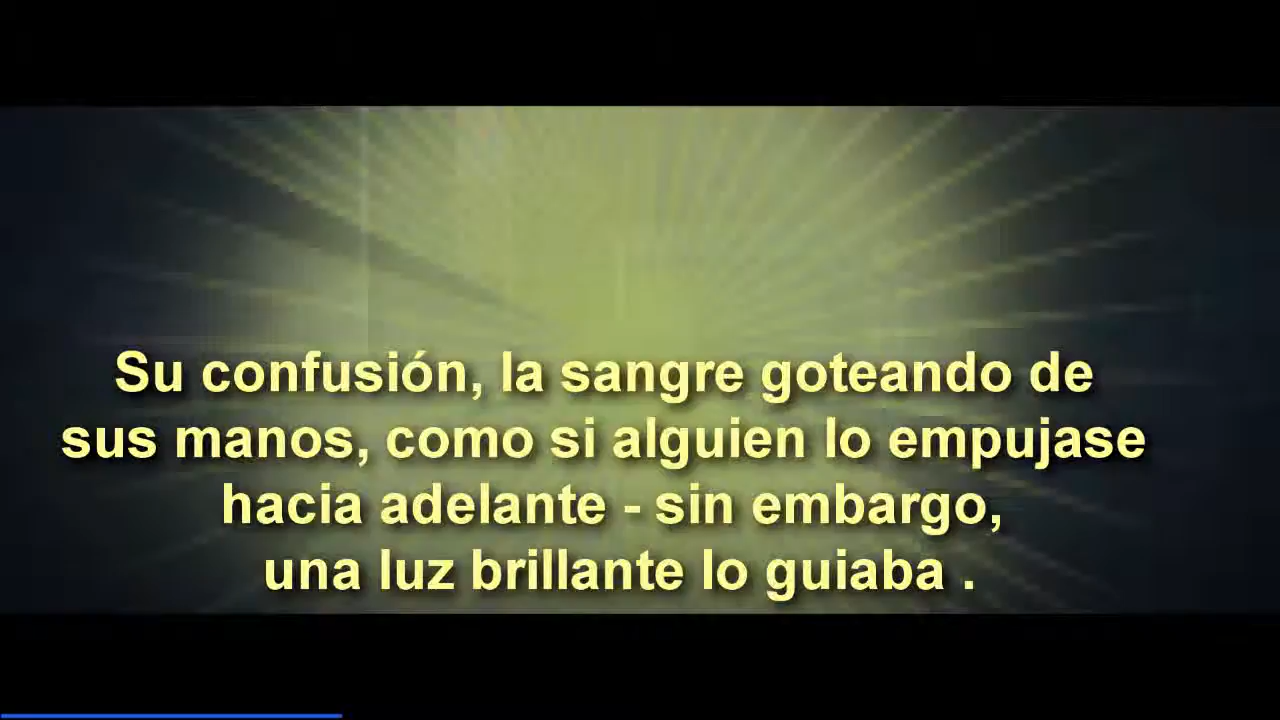 Su confusión, la sangre goteando de
sus manos, como si alguien lo empujase
hacia adelante - sin embargo,
una luz brillante lo guiaba .